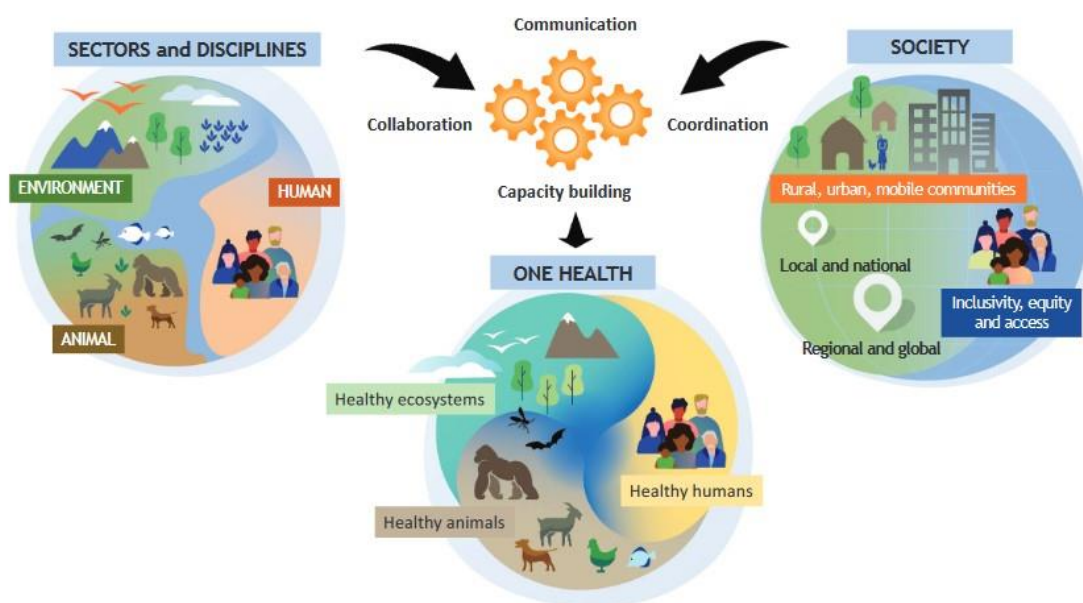 Communication
SECTORS and DISCIPLINES
SOCIETY
Collaboration
Coordination
ENVIRONMENT
HUMAN
Rural, urban, mobile communities
Capacity building
Local and national
ONE HEALTH
Inclusivity, equity
and access
ANIMAL
Regional and global
Healthy ecosystems
Healthy humans
Healthy animals